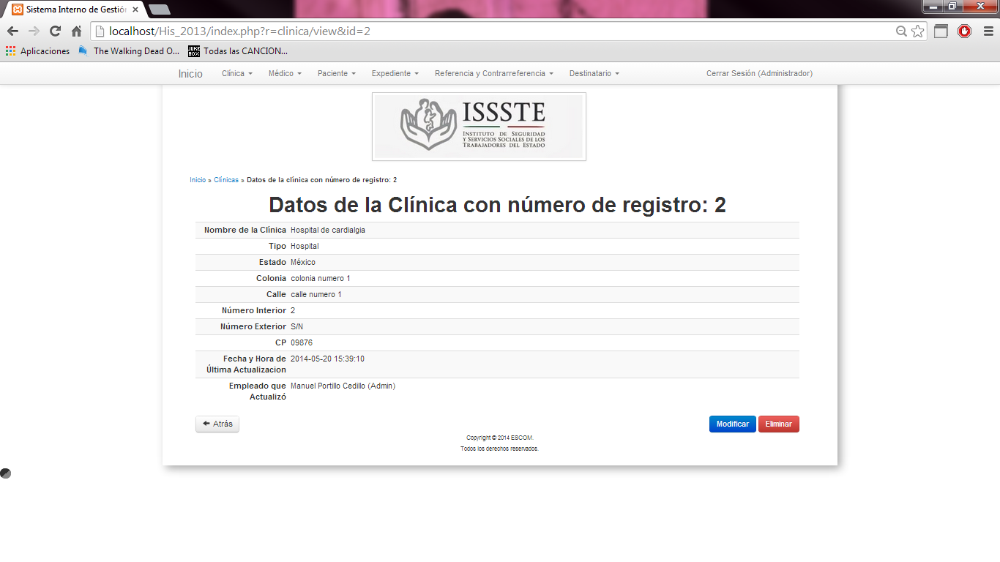 Sistema Interno de Gestión
localhost/His_2013/index.php?r=clinica/view&id=2
Aplicaciones The Walking Dead O... JUKE BOX Todas las CANCION...
Inicio Clínica Médico Paciente Expediente Referencia y Contrarreferencia Destinatario Cerrar Sesión (Administrador)
ISSSTE
INSTITUTO DE SEGURIDAD
Y SERVICIOS SOCIALES DE LOS
TRABAJADORES DEL ESTADO
Inicio » Clínicas » Datos de la clínica con número de registro: 2
Datos de la Clínica con número de registro: 2
Nombre de la Clínica Hospital de cardialgia
Tipo Hospital
Estado México
Colonia colonia numero 1
Calle calle numero 1
Número Interior 2
Número Exterior S/N
CP 09876
Fecha y Hora de 2014-05-20 15:39:10
Última Actualizacion
Empleado que Manuel Portillo Cedillo (Admin)
Actualizó
Atrás Modificar Eliminar
Copyright © 2014 ESCOM.
Todos los derechos reservados.